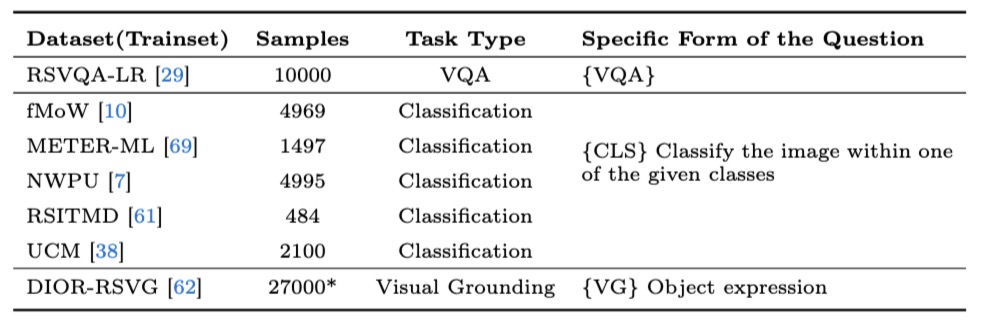 Dataset(Trainset) Samples Task Type Specific Form of the Question
RSVQA-LR [29] 10000 VQA {VQA}
fMoW [10] 4969 Classification
METER-ML [69] 1497 Classification
{CLS} Classify the image within one
of the given classes
NWPU [7] 4995 Classification
RSITMD [61] 484 Classification
UCM [38] 2100 Classification
DIOR-RSVG [62] 27000* Visual Grounding {VG} Object expression